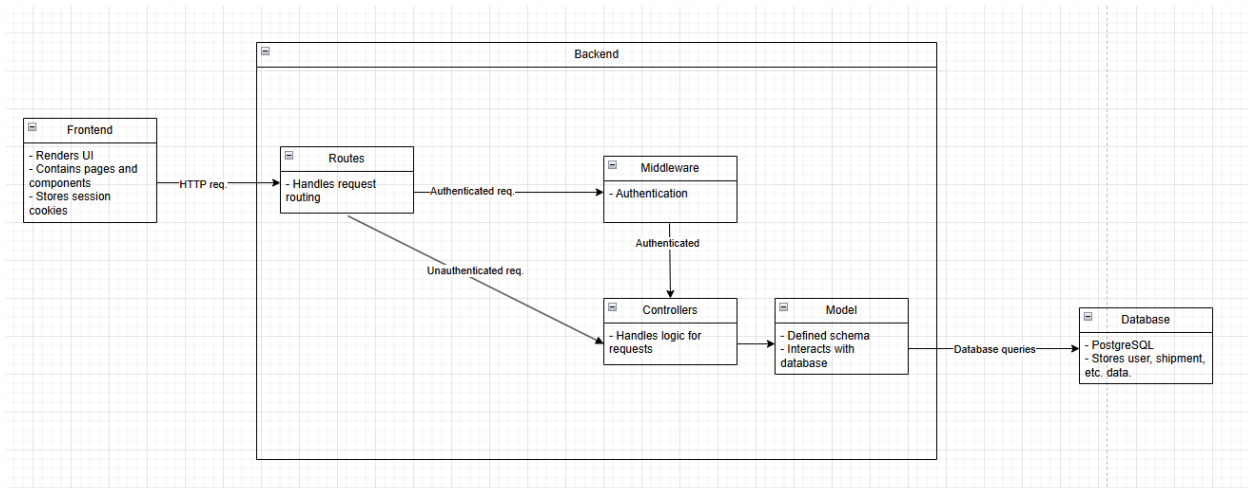 Backend
Frontend
- Renders UI
- Contains pages and
components
- Stores session
cookies
HTTP req.
Routes
- Handles request
routing
Authenticated req.
Middleware
- Authentication
Authenticated
Unauthenticated req.
Controllers
- Handles logic for
requests
Model
- Defined schema
- Interacts with
database
Database queries
Database
- PostgreSQL
- Stores user, shipment,
etc. data.